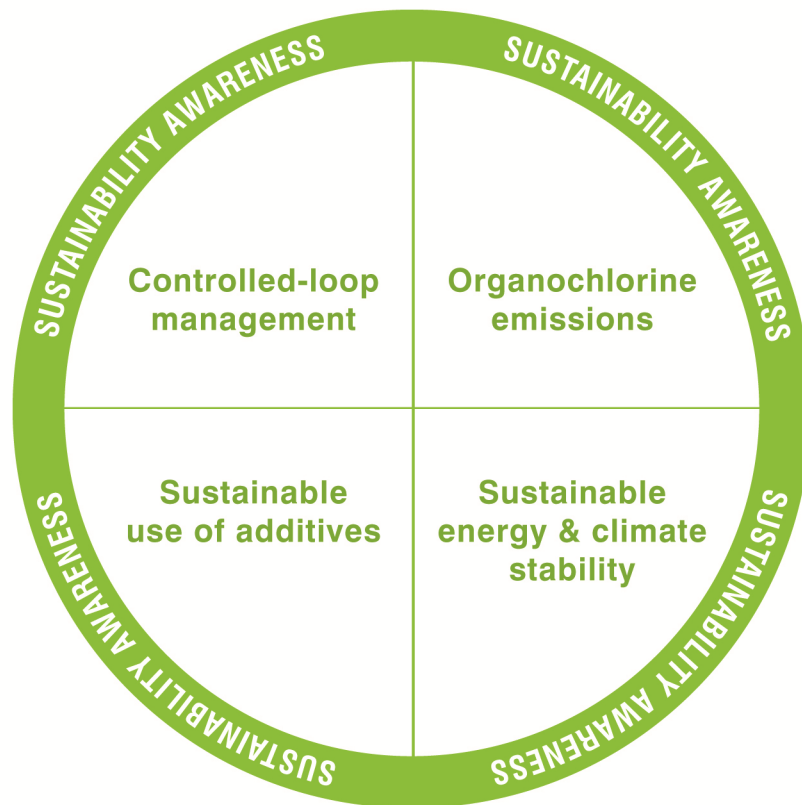 SUSTAINABILITY AWARENESS
SUSTAINABILITY AWARENESS
Controlled-loop
management
Organochlorine
emissions
Sustainable
use of additives
Sustainable
energy & climate
stability
SUSTAINABILITY AWARENESS
SUSTAINABILITY AWARENESS